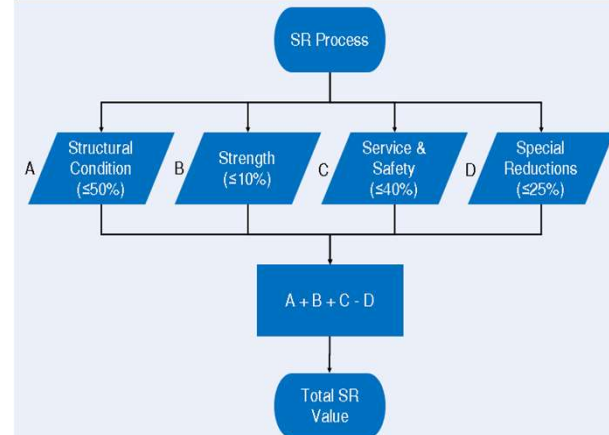 SR Process
A
Structural
Condition
(≤50%)
B
Strength
(≤10%)
C
Service &
Safety
(≤40%)
D
Special
Reductions
(≤25%)
A + B + C - D
Total SR
Value